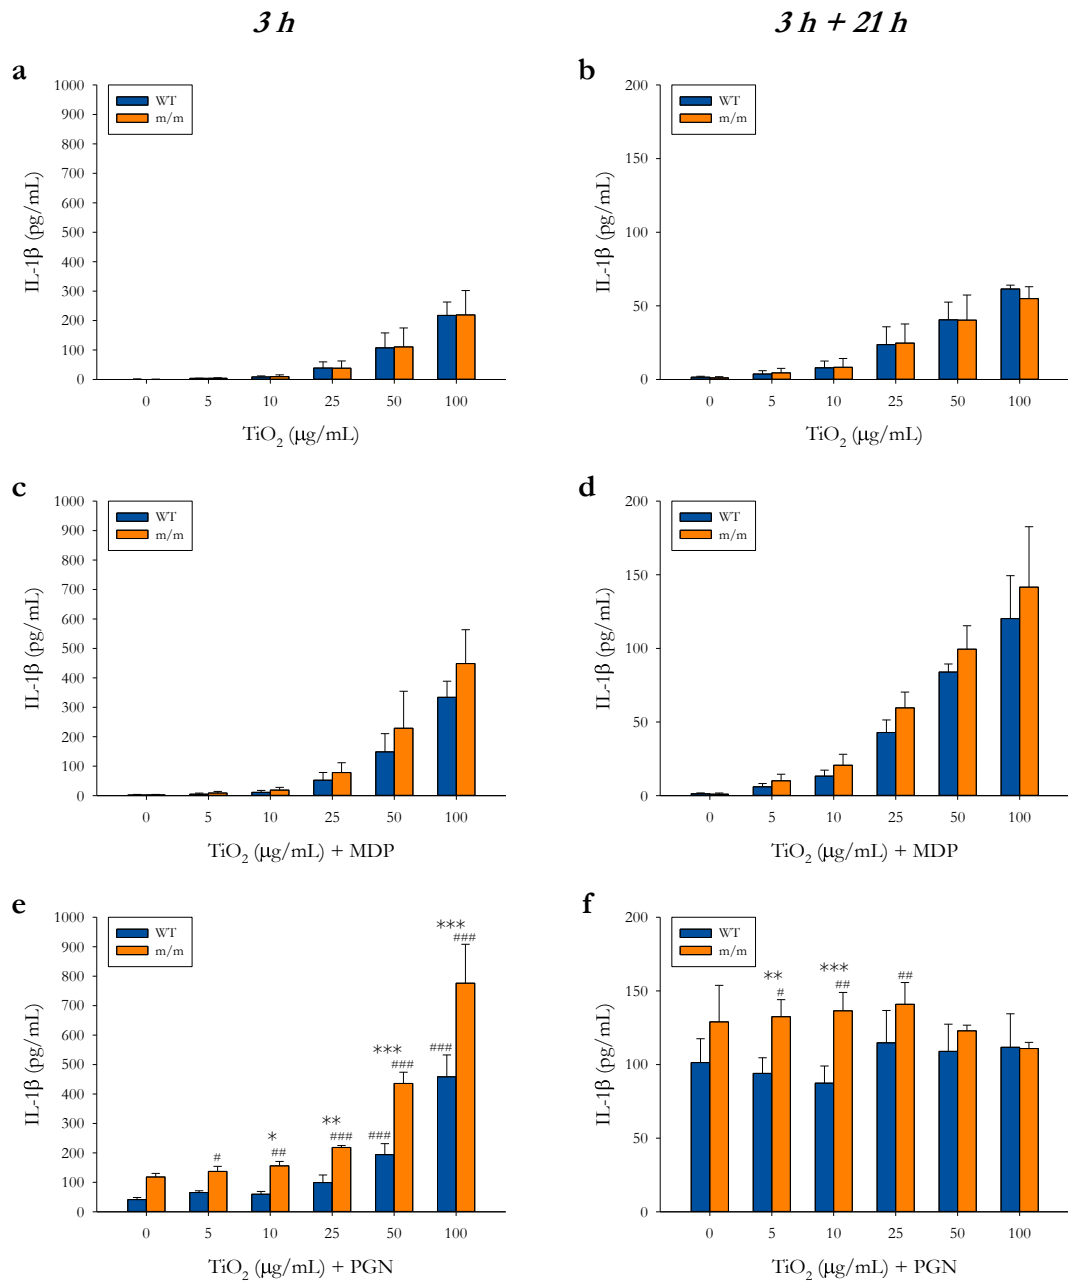 3 h
3 h + 21 h
a
WT
m/m
1000
900
800
700
600
500
400
300
200
100
0
IL-1β (pg/mL)
0 5 10 25 50 100
TiO2 (μg/mL)
b
WT
m/m
200
150
100
50
0
IL-1β (pg/mL)
0 5 10 25 50 100
TiO2 (μg/mL)
c
WT
m/m
1000
900
800
700
600
500
400
300
200
100
0
IL-1β (pg/mL)
0 5 10 25 50 100
TiO2 (μg/mL) + MDP
d
WT
m/m
200
150
100
50
0
IL-1β (pg/mL)
0 5 10 25 50 100
TiO2 (μg/mL) + MDP
e
WT
m/m
1000
900
800
700
600
500
400
300
200
100
0
IL-1β (pg/mL)
#
*
##
**
###
###
***
###
###
***
###
0 5 10 25 50 100
TiO2 (μg/mL) + PGN
f
WT
m/m
200
150
100
50
0
IL-1β (pg/mL)
**
#
***
##
##
0 5 10 25 50 100
TiO2 (μg/mL) + PGN